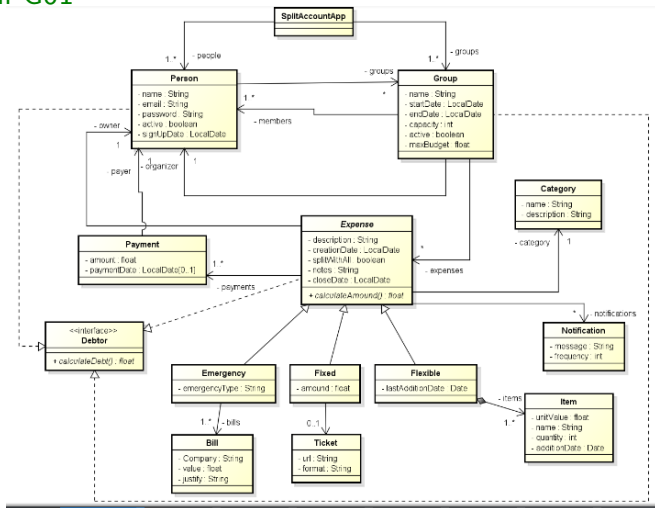 SplitAccountApp
1..*
- people
1..*
- groups
Person
- name : String
- email : String
- password : String
- active : boolean
- signUpDate : LocalDate
- groups
*
1..*
- members
Group
- name : String
- startDate : LocalDate
- endDate : LocalDate
- capacity : int
- active : boolean
- maxBudget : float
- owner
1
- payer
1
- organizer
1
Category
- name : String
- description : String
- category
1
Expense
- description : String
- creationDate : LocalDate
- splitWithAll : boolean
- notes : String
- closeDate : LocalDate
+ calculateAmound() : float
*
- expenses
Payment
- amount : float
- paymentDate : LocalDate[0..1]
1..*
- payments
* - notifications
Notification
- message : String
- frequency : int
<<interface>>
Debtor
+ calculateDebt() : float
Emergency
- emergencyType : String
Fixed
- amound : float
Flexible
- lastAdditionDate : Date
- items
1..*
Item
- unitValue : float
- name : String
- quantity : int
- additionDate : Date
1..*
- bills
0..1
Bill
- Company : String
- value : float
- justify : String
Ticket
- url : String
- format : String